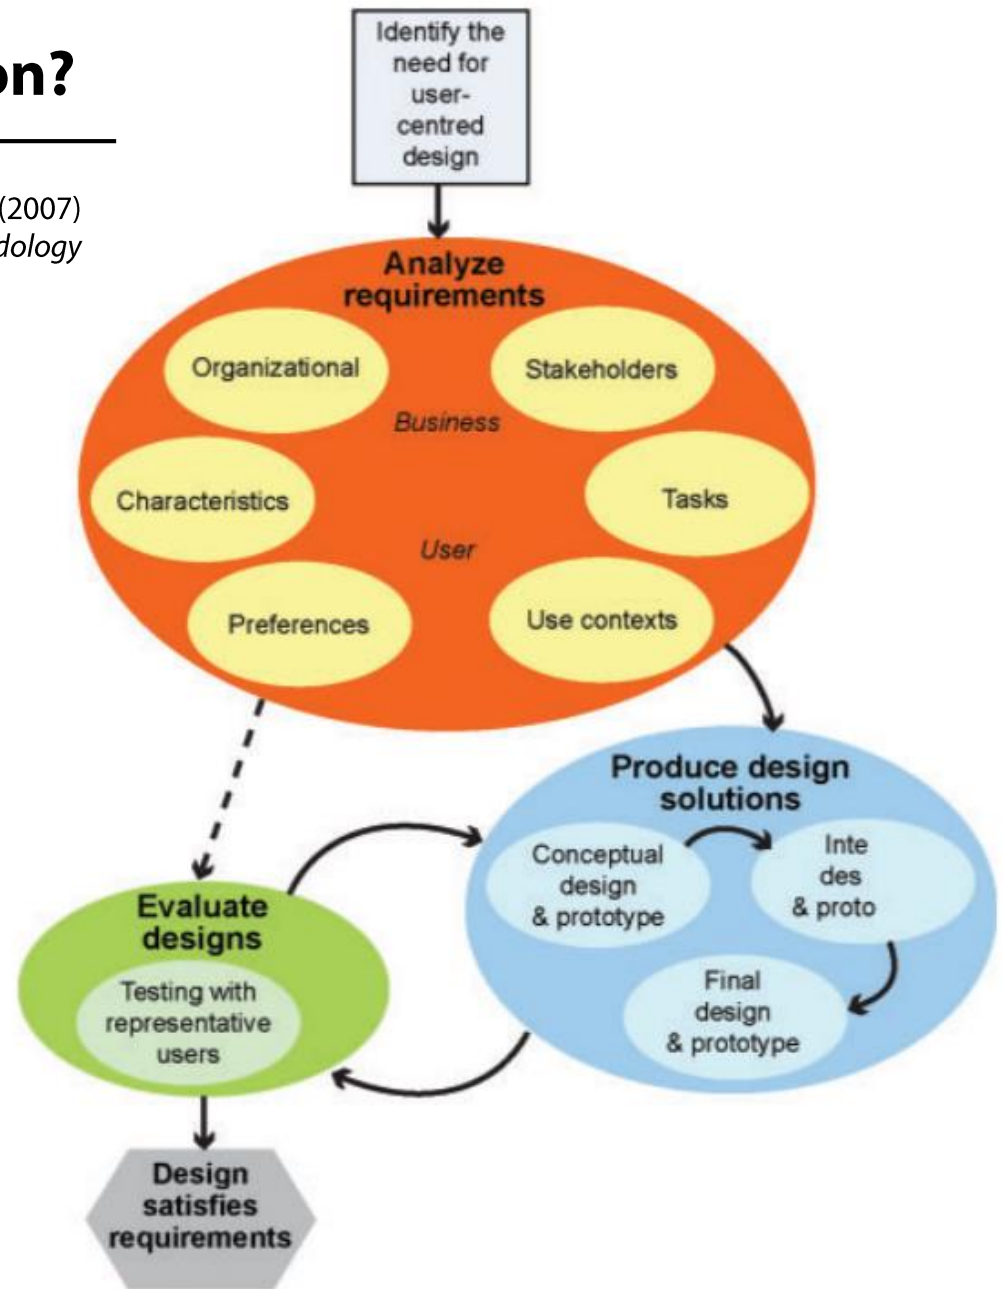 on?
(2007)
dology
Identify the
need for
user-
centred
design
Analyze
requirements
Organizational
Stakeholders
Business
Characteristics
Tasks
User
Preferences
Use contexts
Produce design
solutions
Conceptual
design
& prototype
Inte
des
& proto
Final
design
& prototype
Evaluate
designs
Testing with
representative
users
Design
satisfies
requirements